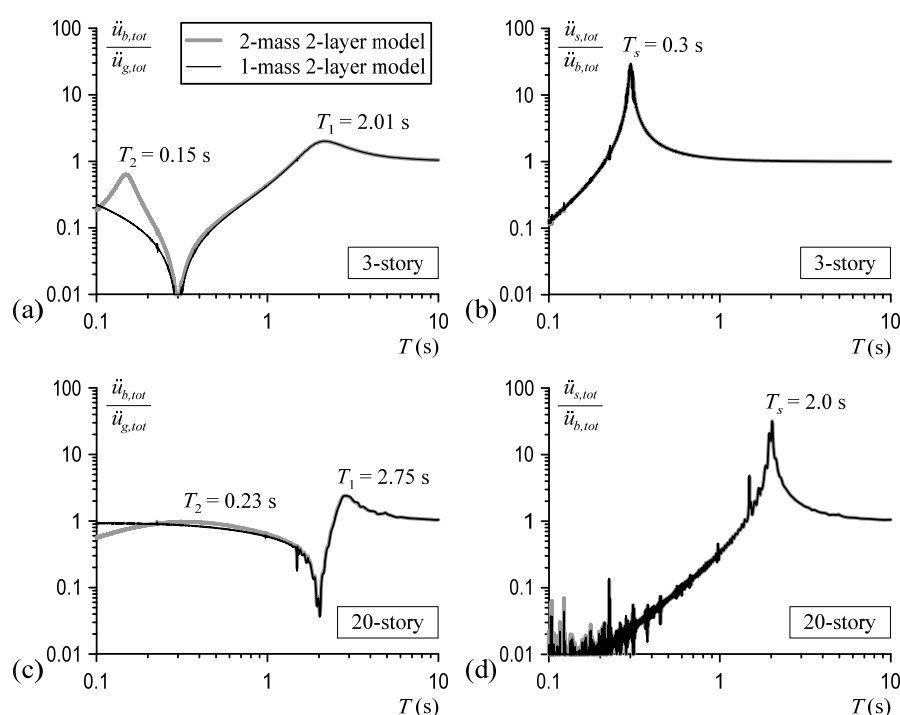 100
10
1
0.1
0.01
ü_b,tot
ü_g,tot
2-mass 2-layer model
1-mass 2-layer model
T_1 = 2.01 s
T_2 = 0.15 s
3-story
(a)
0.1 1 10
T (s)
100
10
1
0.1
0.01
ü_s,tot
ü_b,tot
T_s = 0.3 s
3-story
(b)
0.1 1 10
T (s)
100
10
1
0.1
0.01
ü_b,tot
ü_g,tot
T_1 = 2.75 s
T_2 = 0.23 s
20-story
(c)
0.1 1 10
T (s)
100
10
1
0.1
0.01
ü_s,tot
ü_b,tot
T_s = 2.0 s
20-story
(d)
0.1 1 10
T (s)